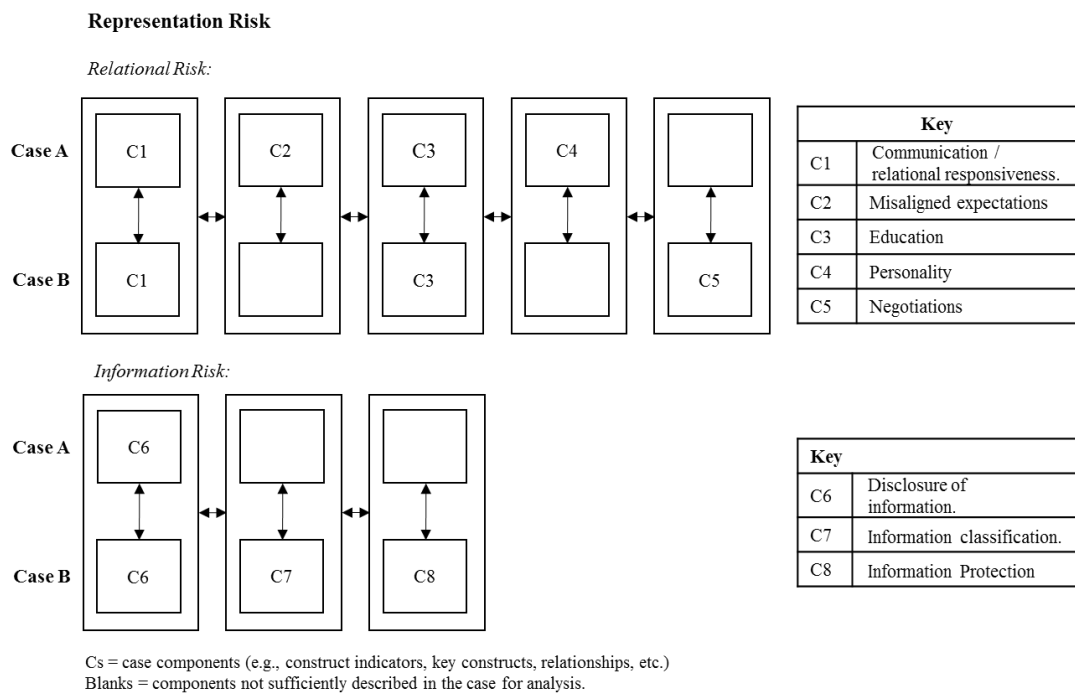 Representation Risk
Relational Risk:
Case A
C1
C2
C3
C4
Case B
C1
C3
C5
Key
C1 Communication /
relational responsiveness.
C2 Misaligned expectations
C3 Education
C4 Personality
C5 Negotiations
Information Risk:
Case A
C6
Case B
C6
C7
C8
Key
C6 Disclosure of
information.
C7 Information classification.
C8 Information Protection
Cs = case components (e.g., construct indicators, key constructs, relationships, etc.)
Blanks = components not sufficiently described in the case for analysis.